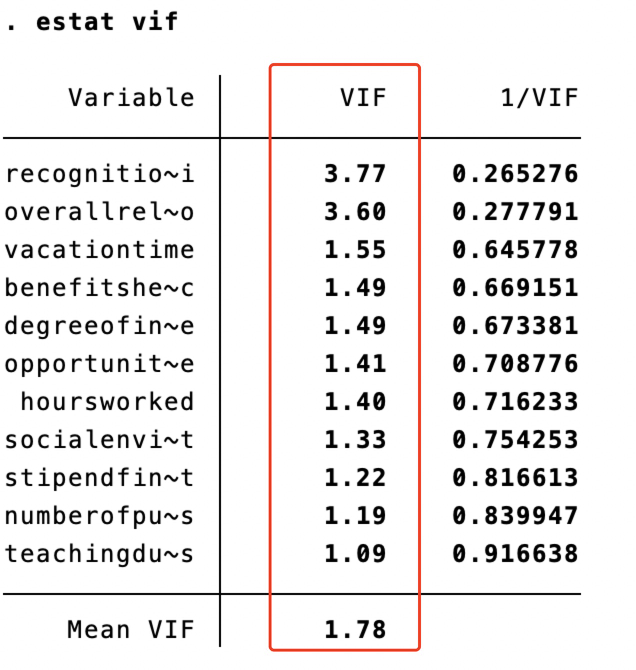 . estat vif
Variable VIF 1/VIF
recognitio~i 3.77 0.265276
overallrel~o 3.60 0.277791
vacationtime 1.55 0.645778
benefitshe~c 1.49 0.669151
degreeofin~e 1.49 0.673381
opportunit~e 1.41 0.708776
hoursworked 1.40 0.716233
socialenvi~t 1.33 0.754253
stipendfin~t 1.22 0.816613
numberofpu~s 1.19 0.839947
teachingdu~s 1.09 0.916638
Mean VIF 1.78